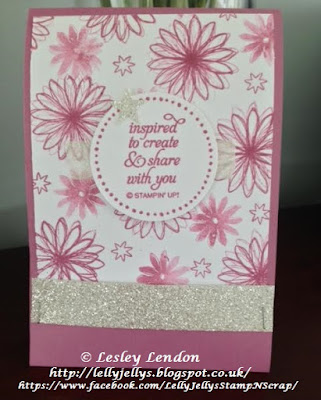 inspired
to create
& share
with you
© STAMPIN' UP!
© Lesley Lendon
http://lellyjellys.blogspot.co.uk/
https://www.facebook.com/LellyJellysStampNScrap/